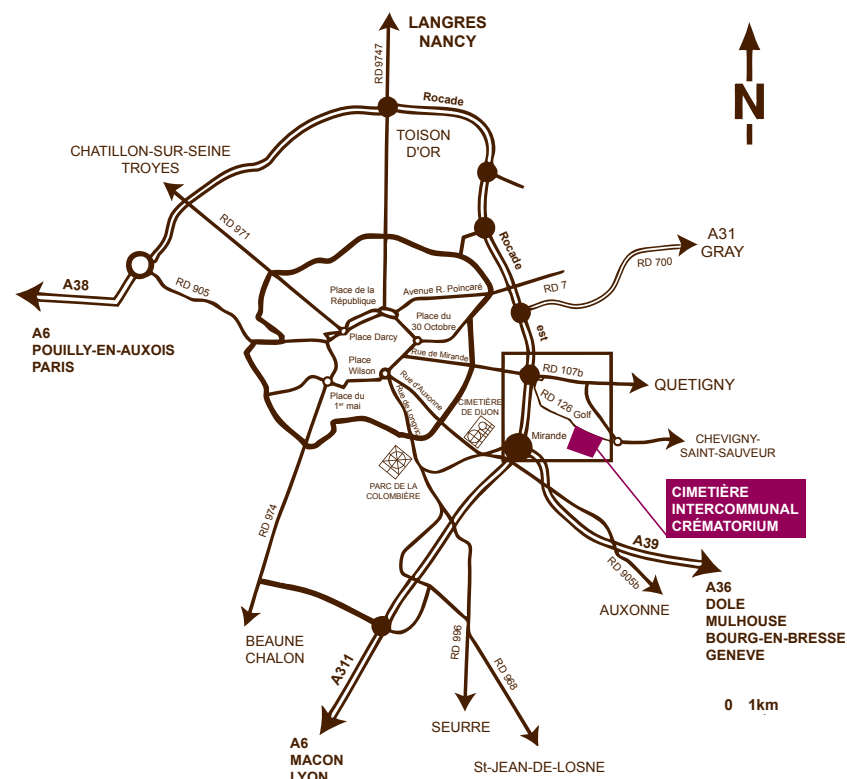 LANGRES
NANCY
RD9747
N
Rocade
TOISON
D'OR
CHATILLON-SUR-SEINE
TROYES
RD 971
Rocade
A31
GRAY
RD 700
A38
RD 905
RD 7
Place de la
République
Avenue R. Poincaré
Place du
30 Octobre
est
A6
POUILLY-EN-AUXOIS
PARIS
Place Darcy
Rue de Mirande
Place
Wilson
RD 107b
QUETIGNY
Rue d'Auxonne
Rue de Longvic
Place du
1er mai
CIMETIÈRE
DE DIJON
RD 126
Golf
Mirande
CHEVIGNY-
SAINT-SAUVEUR
PARC DE LA
COLOMBIÈRE
CIMETIÈRE
INTERCOMMUNAL
CRÉMATORIUM
RD 974
A39
RD 905b
A36
DOLE
MULHOUSE
BOURG-EN-BRESSE
GENEVE
AUXONNE
BEAUNE
CHALON
A311
RD 996
RD 968
0 1km
SEURRE
A6
MACON
LYON
St-JEAN-DE-LOSNE